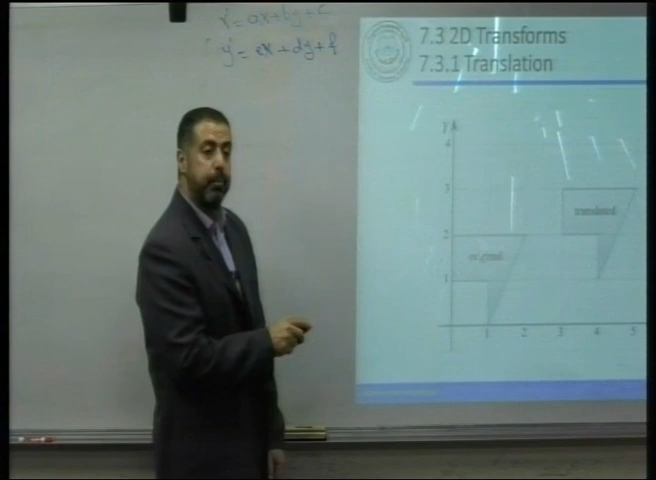 x' = ax + by + c
y' = ex + dy + f
7.3 2D Transforms
7.3.1 Translation
y
4
3
translated
2
original
1
1 2 3 4 5